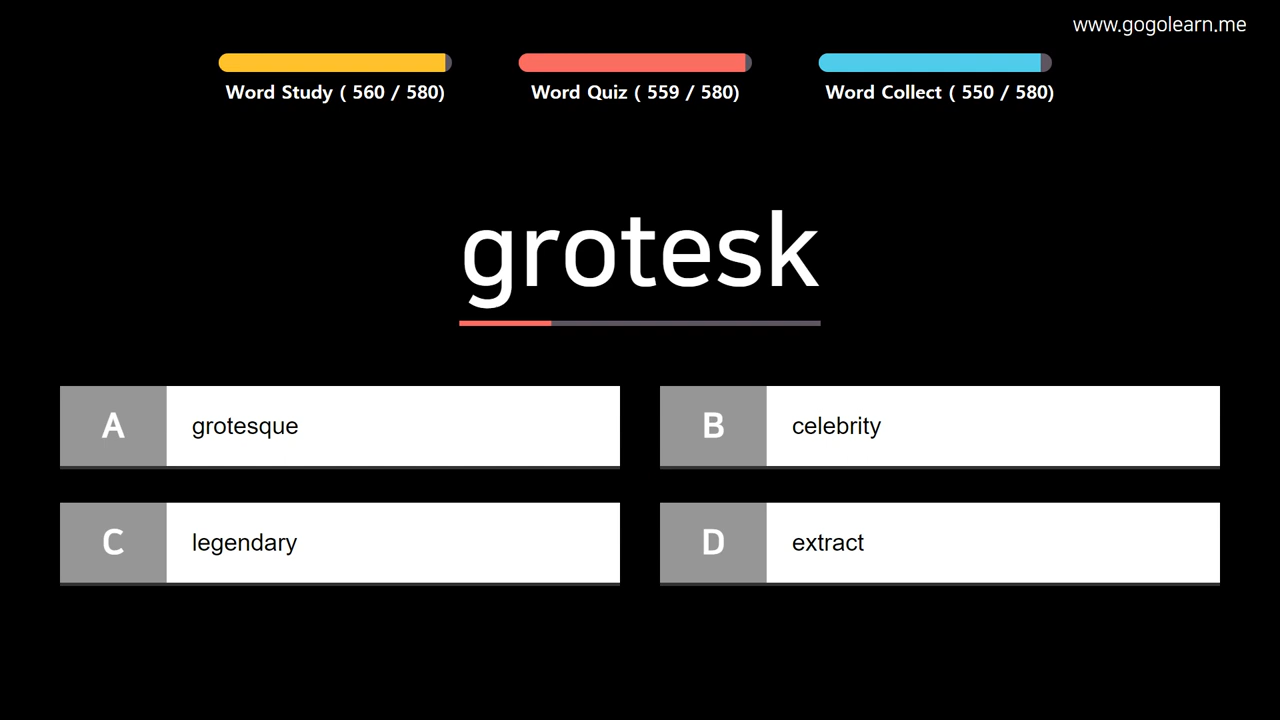 www.gogolearn.me
Word Study ( 560 / 580)
Word Quiz ( 559 / 580)
Word Collect ( 550 / 580)
grotesk
A grotesque
B celebrity
C legendary
D extract